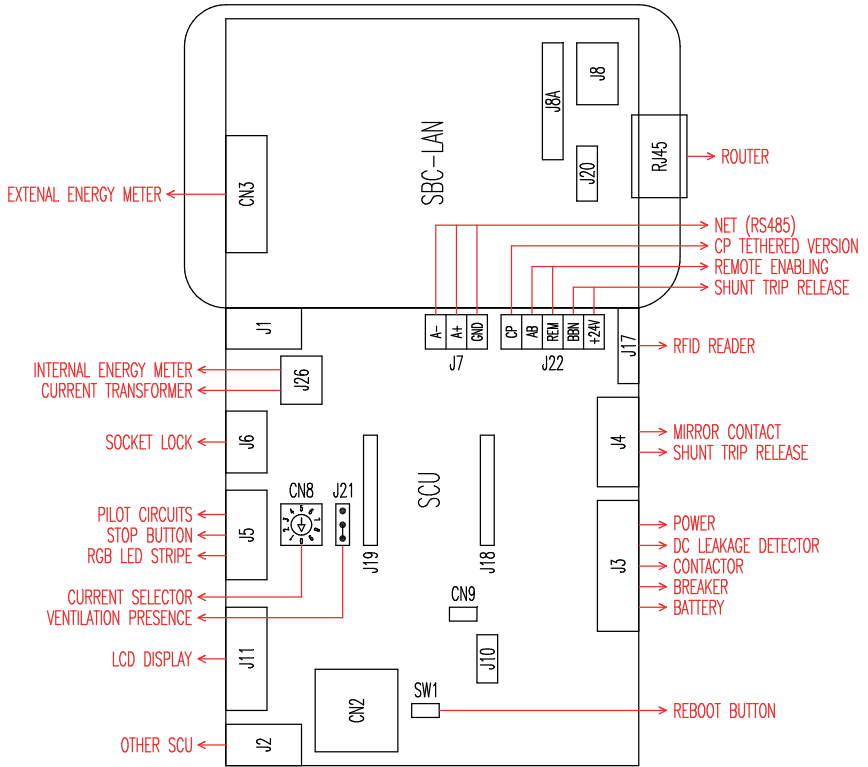 J8
J8A
SBC-LAN
RJ45
ROUTER
J20
EXTENAL ENERGY METER
CN3
NET (RS485)
CP TETHERED VERSION
REMOTE ENABLING
SHUNT TRIP RELEASE
J1
A-
A+
GND
CP
AB
REM
BBN
+24V
J17
RFID READER
J7
J22
INTERNAL ENERGY METER
CURRENT TRANSFORMER
J26
SOCKET LOCK
J6
J4
MIRROR CONTACT
SHUNT TRIP RELEASE
CN8
J21
SCU
PILOT CIRCUITS
STOP BUTTON
RGB LED STRIPE
J5
J19
J18
J3
POWER
DC LEAKAGE DETECTOR
CONTACTOR
BREAKER
BATTERY
CURRENT SELECTOR
VENTILATION PRESENCE
CN9
LCD DISPLAY
J11
J10
CN2
SW1
REBOOT BUTTON
OTHER SCU
J2